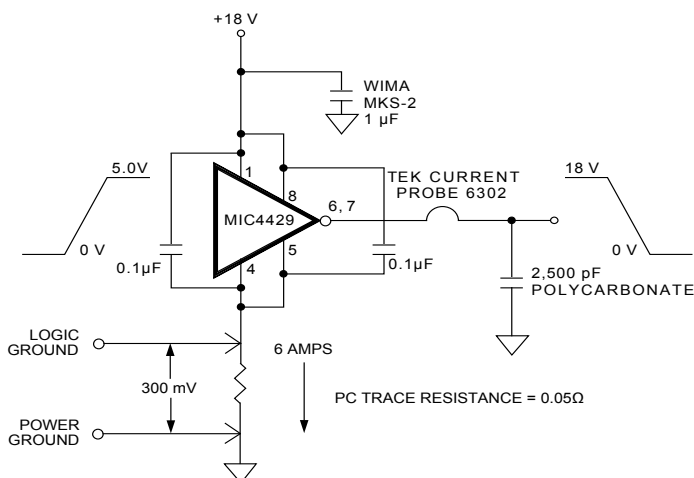 +18 V
WIMA
MKS-2
1 µF
5.0V
0 V
0.1µF
1
8
MIC4429
6, 7
4
5
0.1µF
TEK CURRENT
PROBE 6302
18 V
0 V
2,500 pF
POLYCARBONATE
LOGIC
GROUND
300 mV
POWER
GROUND
6 AMPS
PC TRACE RESISTANCE = 0.05Ω